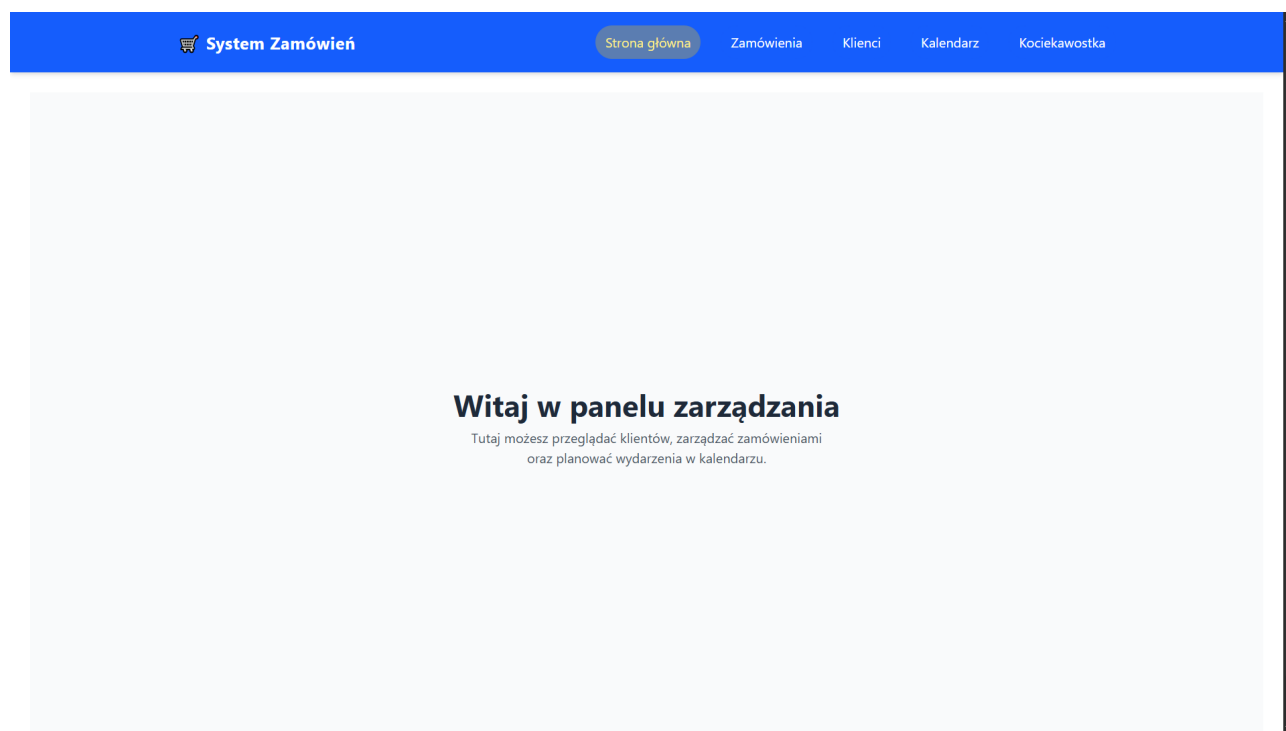 🛒 System Zamówień
Strona główna Zamówienia Klienci Kalendarz Kociekawostka
Witaj w panelu zarządzania
Tutaj możesz przeglądać klientów, zarządzać zamówieniami
oraz planować wydarzenia w kalendarzu.